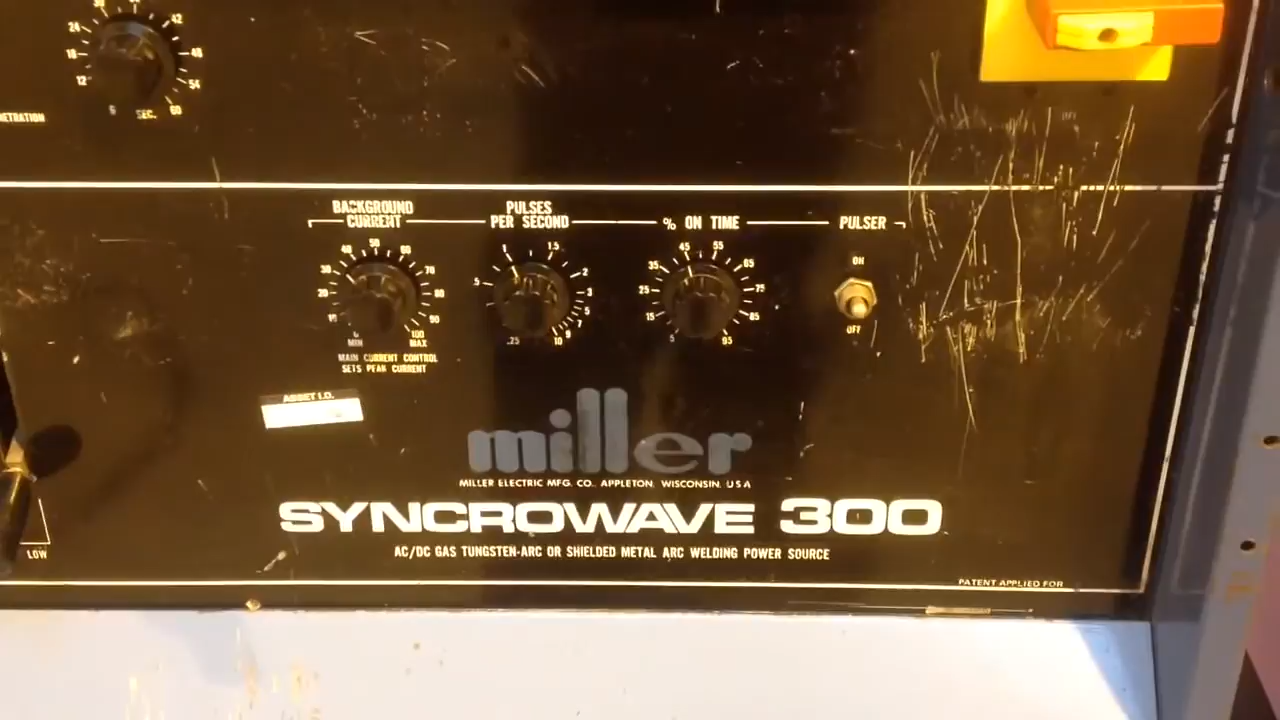 36
42
24
18
48
12
54
6 SEC. 60
BACKGROUND CURRENT
PULSES PER SECOND
% ON TIME
PULSER
40 50 60
30 70
20 80
90
0 MIN
100 MAX
MAIN CURRENT CONTROL
SETS PEAK CURRENT
1 1.5
.5 2
3
5
7
9
.25 10
45 55
35 65
25 75
15 85
5 95
ON
OFF
ASSET I.D.
miller
MILLER ELECTRIC MFG. CO., APPLETON, WISCONSIN, U S A
SYNCROWAVE 300
AC/DC GAS TUNGSTEN-ARC OR SHIELDED METAL ARC WELDING POWER SOURCE
LOW
PATENT APPLIED FOR